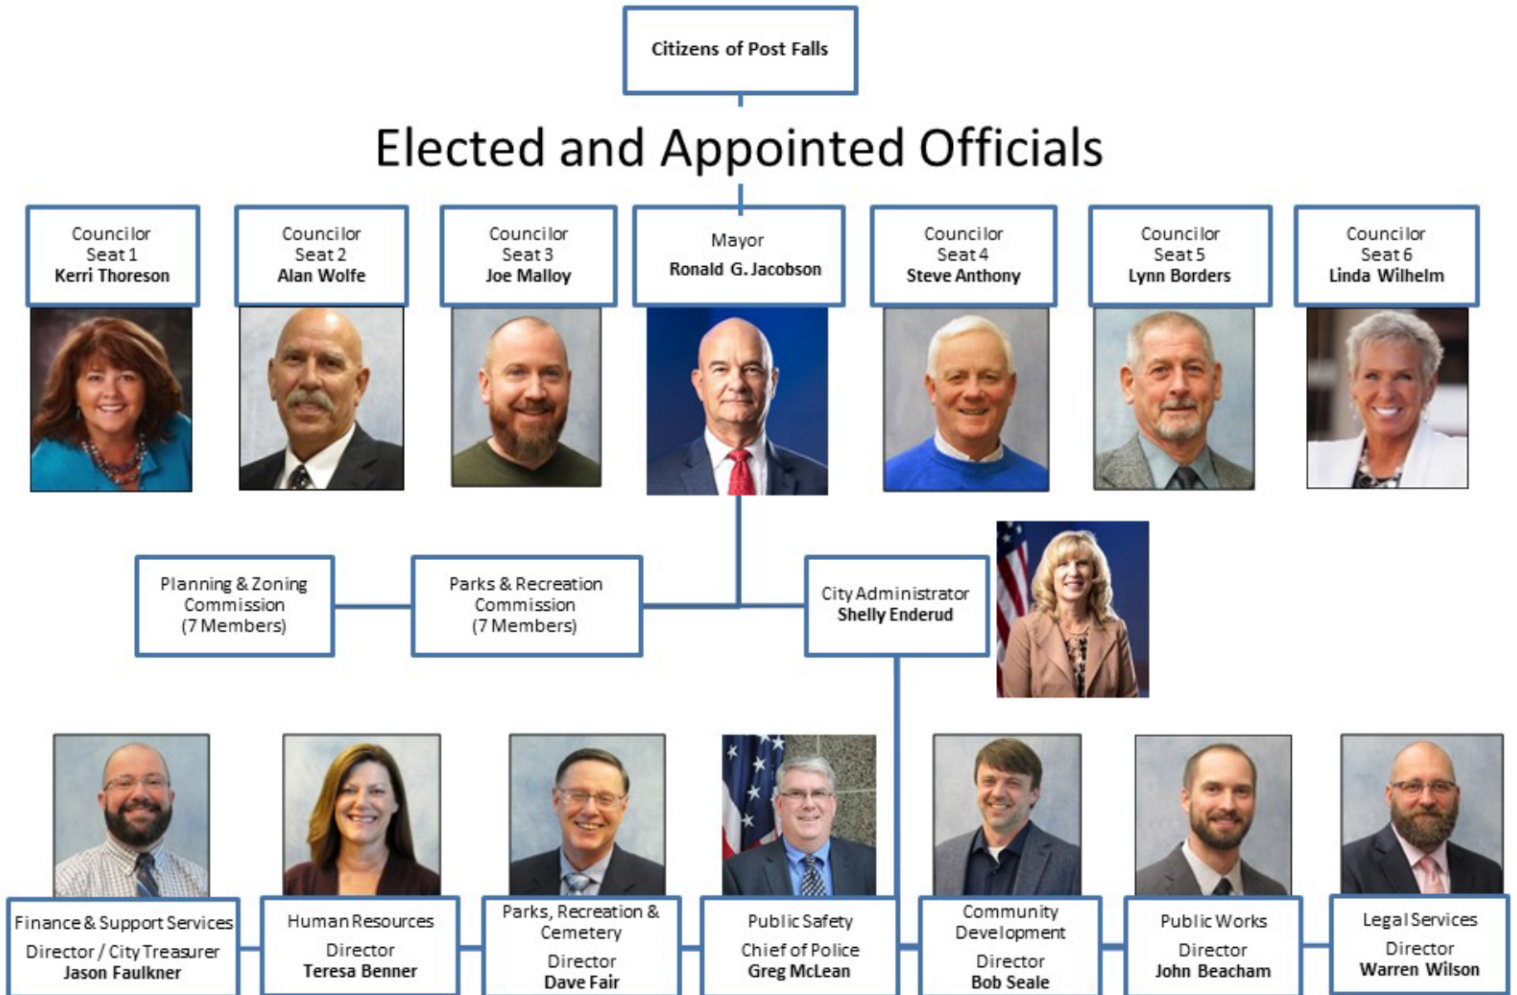 Citizens of Post Falls
Elected and Appointed Officials
Councilor
Seat 1
Kerri Thoreson
Councilor
Seat 2
Alan Wolfe
Councilor
Seat 3
Joe Malloy
Mayor
Ronald G. Jacobson
Councilor
Seat 4
Steve Anthony
Councilor
Seat 5
Lynn Borders
Councilor
Seat 6
Linda Wilhelm
Planning & Zoning
Commission
(7 Members)
Parks & Recreation
Commission
(7 Members)
City Administrator
Shelly Enderud
Finance & Support Services
Director / City Treasurer
Jason Faulkner
Human Resources
Director
Teresa Benner
Parks, Recreation &
Cemetery
Director
Dave Fair
Public Safety
Chief of Police
Greg McLean
Community
Development
Director
Bob Seale
Public Works
Director
John Beacham
Legal Services
Director
Warren Wilson